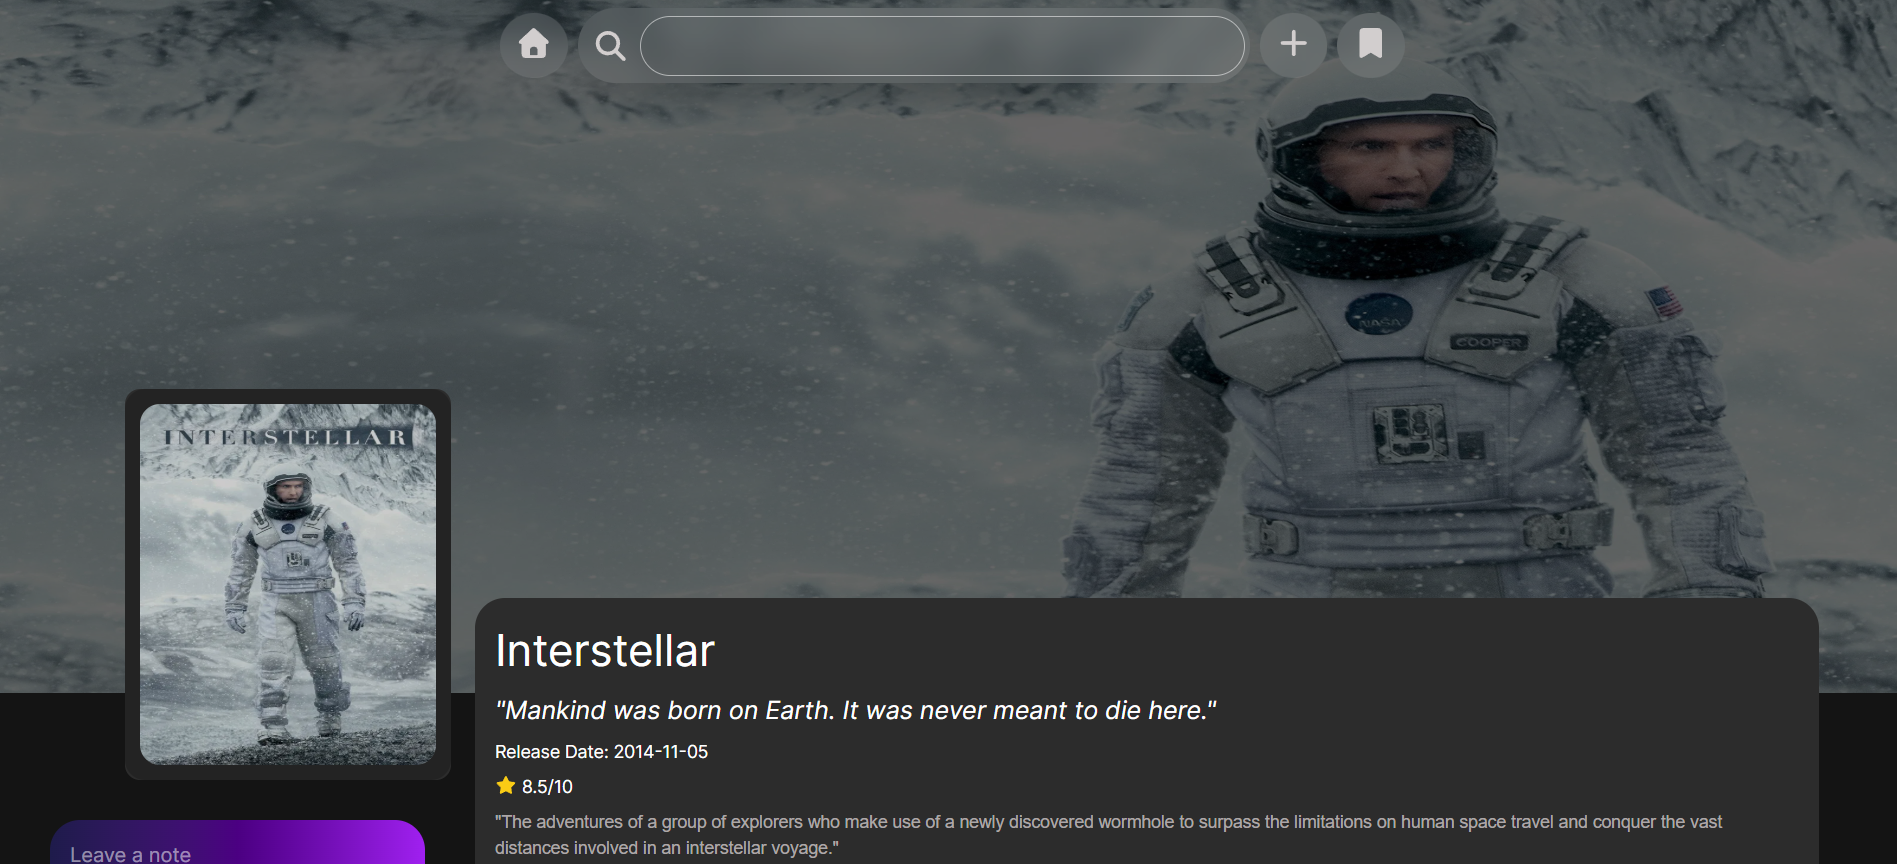 NASA
COOPER
INTERSTELLAR
Interstellar
"Mankind was born on Earth. It was never meant to die here."
Release Date: 2014-11-05
8.5/10
"The adventures of a group of explorers who make use of a newly discovered wormhole to surpass the limitations on human space travel and conquer the vast
distances involved in an interstellar voyage."
Leave a note